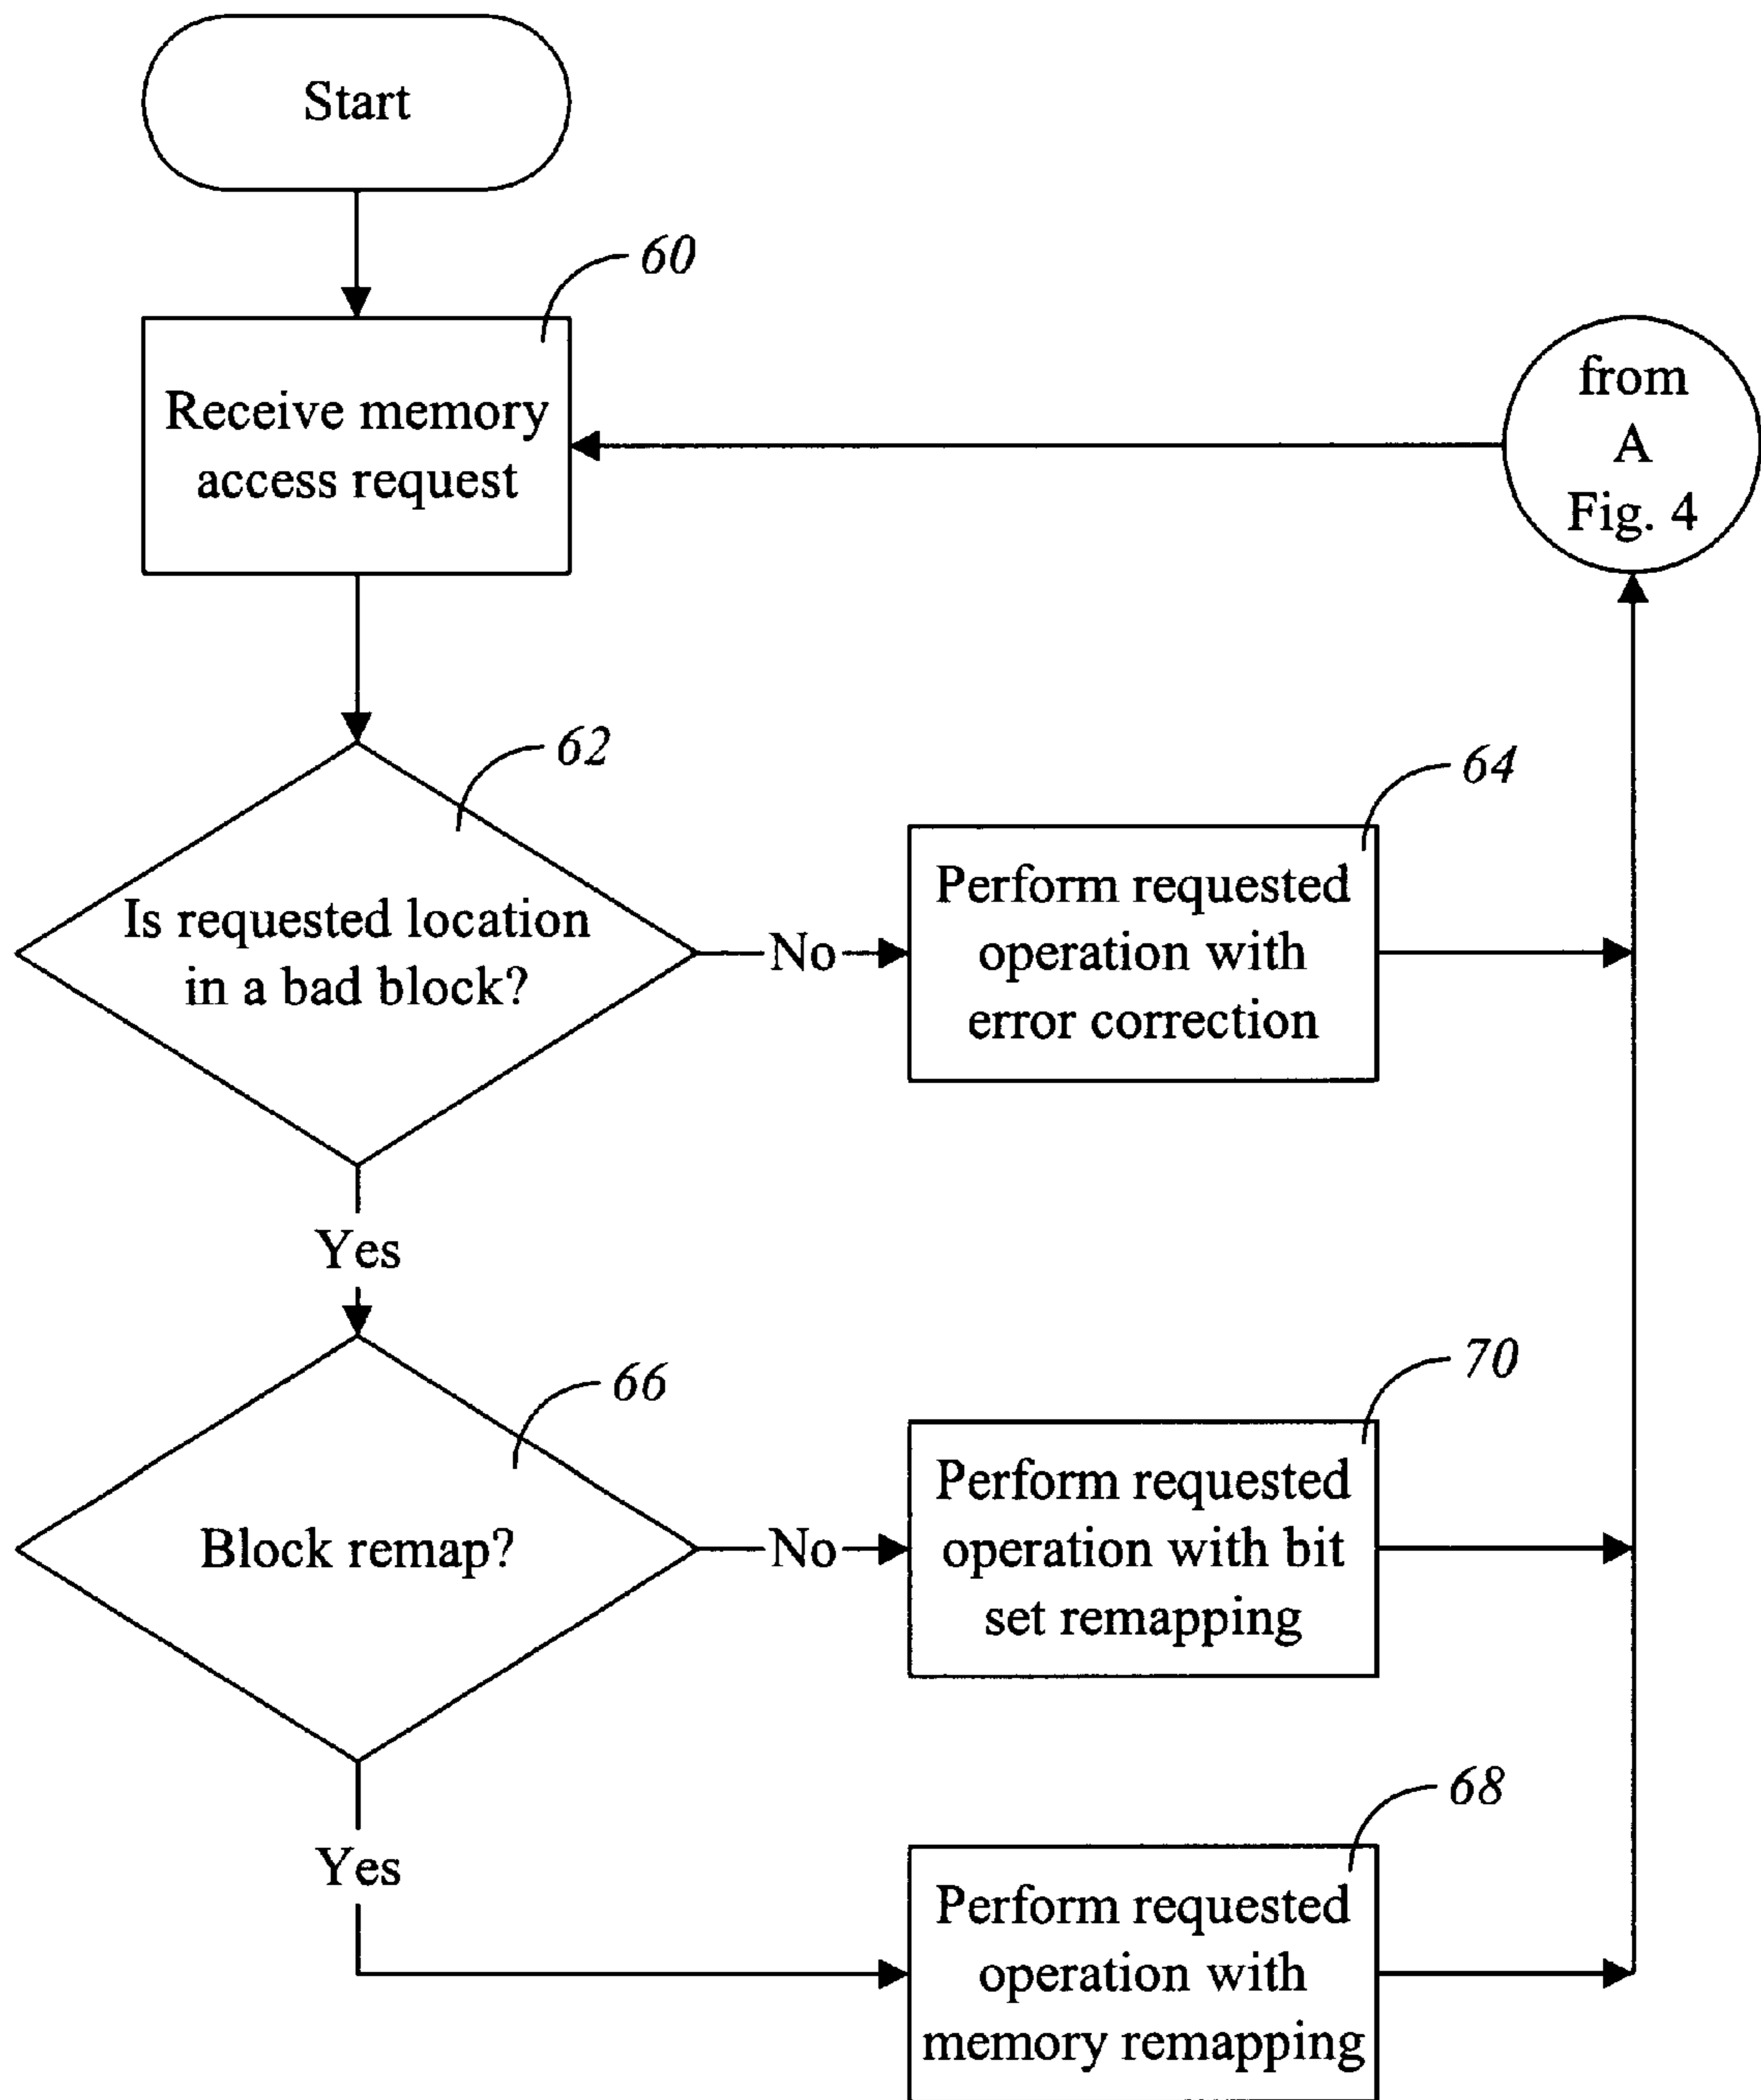 Start
60
Receive memory
access request
from
A
Fig. 4
62
Is requested location
in a bad block?
No
64
Perform requested
operation with
error correction
Yes
66
Block remap?
No
70
Perform requested
operation with bit
set remapping
Yes
68
Perform requested
operation with
memory remapping